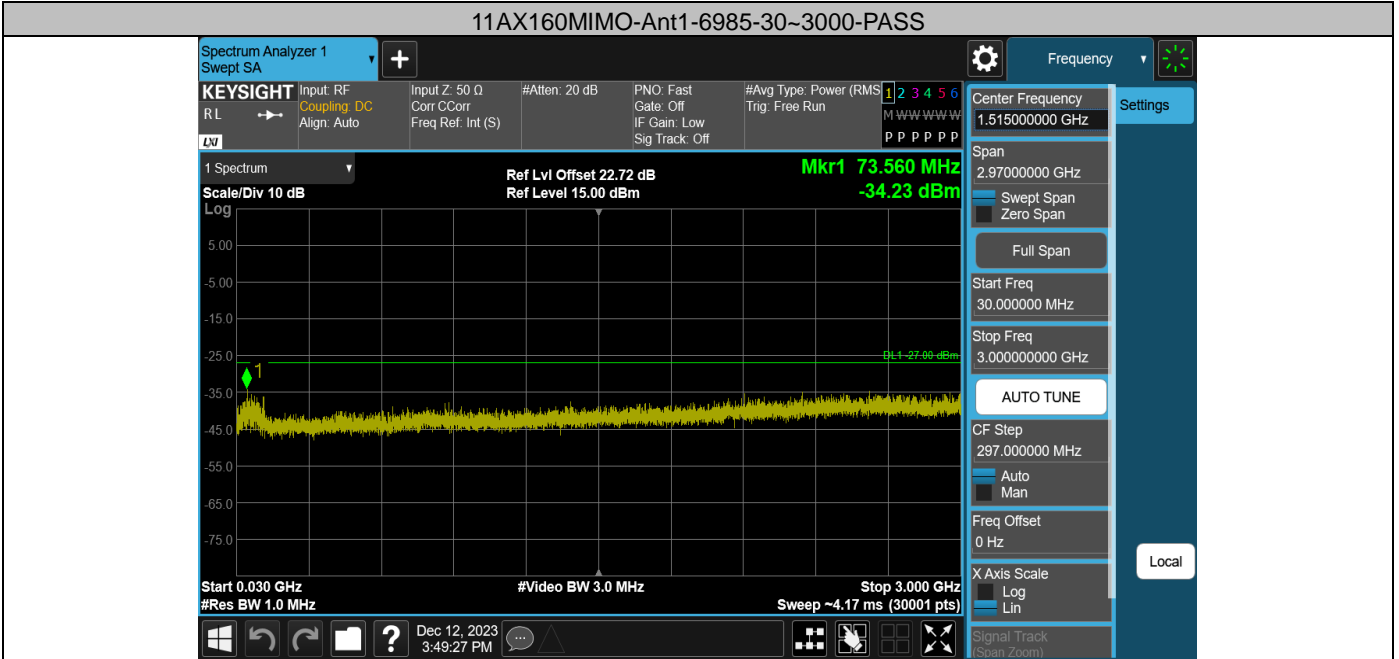 11AX160MIMO-Ant1-6985-30~3000-PASS
Spectrum Analyzer 1
Swept SA
Frequency
KEYSIGHT
RL
LXI
Input: RF
Coupling: DC
Align: Auto
Input Z: 50 Ω
Corr CCorr
Freq Ref: Int (S)
#Atten: 20 dB
PNO: Fast
Gate: Off
IF Gain: Low
Sig Track: Off
#Avg Type: Power (RMS
Trig: Free Run
1 2 3 4 5 6
M W W W W W
P P P P P P
1 Spectrum
Scale/Div 10 dB
Ref Lvl Offset 22.72 dB
Ref Level 15.00 dBm
Mkr1 73.560 MHz
-34.23 dBm
Log
5.00
-5.00
-15.0
-25.0
DL1 -27.00 dBm
1
-35.0
-45.0
-55.0
-65.0
-75.0
Start 0.030 GHz
#Video BW 3.0 MHz
Stop 3.000 GHz
#Res BW 1.0 MHz
Sweep ~4.17 ms (30001 pts)
Dec 12, 2023
3:49:27 PM
Center Frequency
1.515000000 GHz
Settings
Span
2.97000000 GHz
Swept Span
Zero Span
Full Span
Start Freq
30.000000 MHz
Stop Freq
3.000000000 GHz
AUTO TUNE
CF Step
297.000000 MHz
Auto
Man
Freq Offset
0 Hz
X Axis Scale
Log
Lin
Local
Signal Track
(Span Zoom)